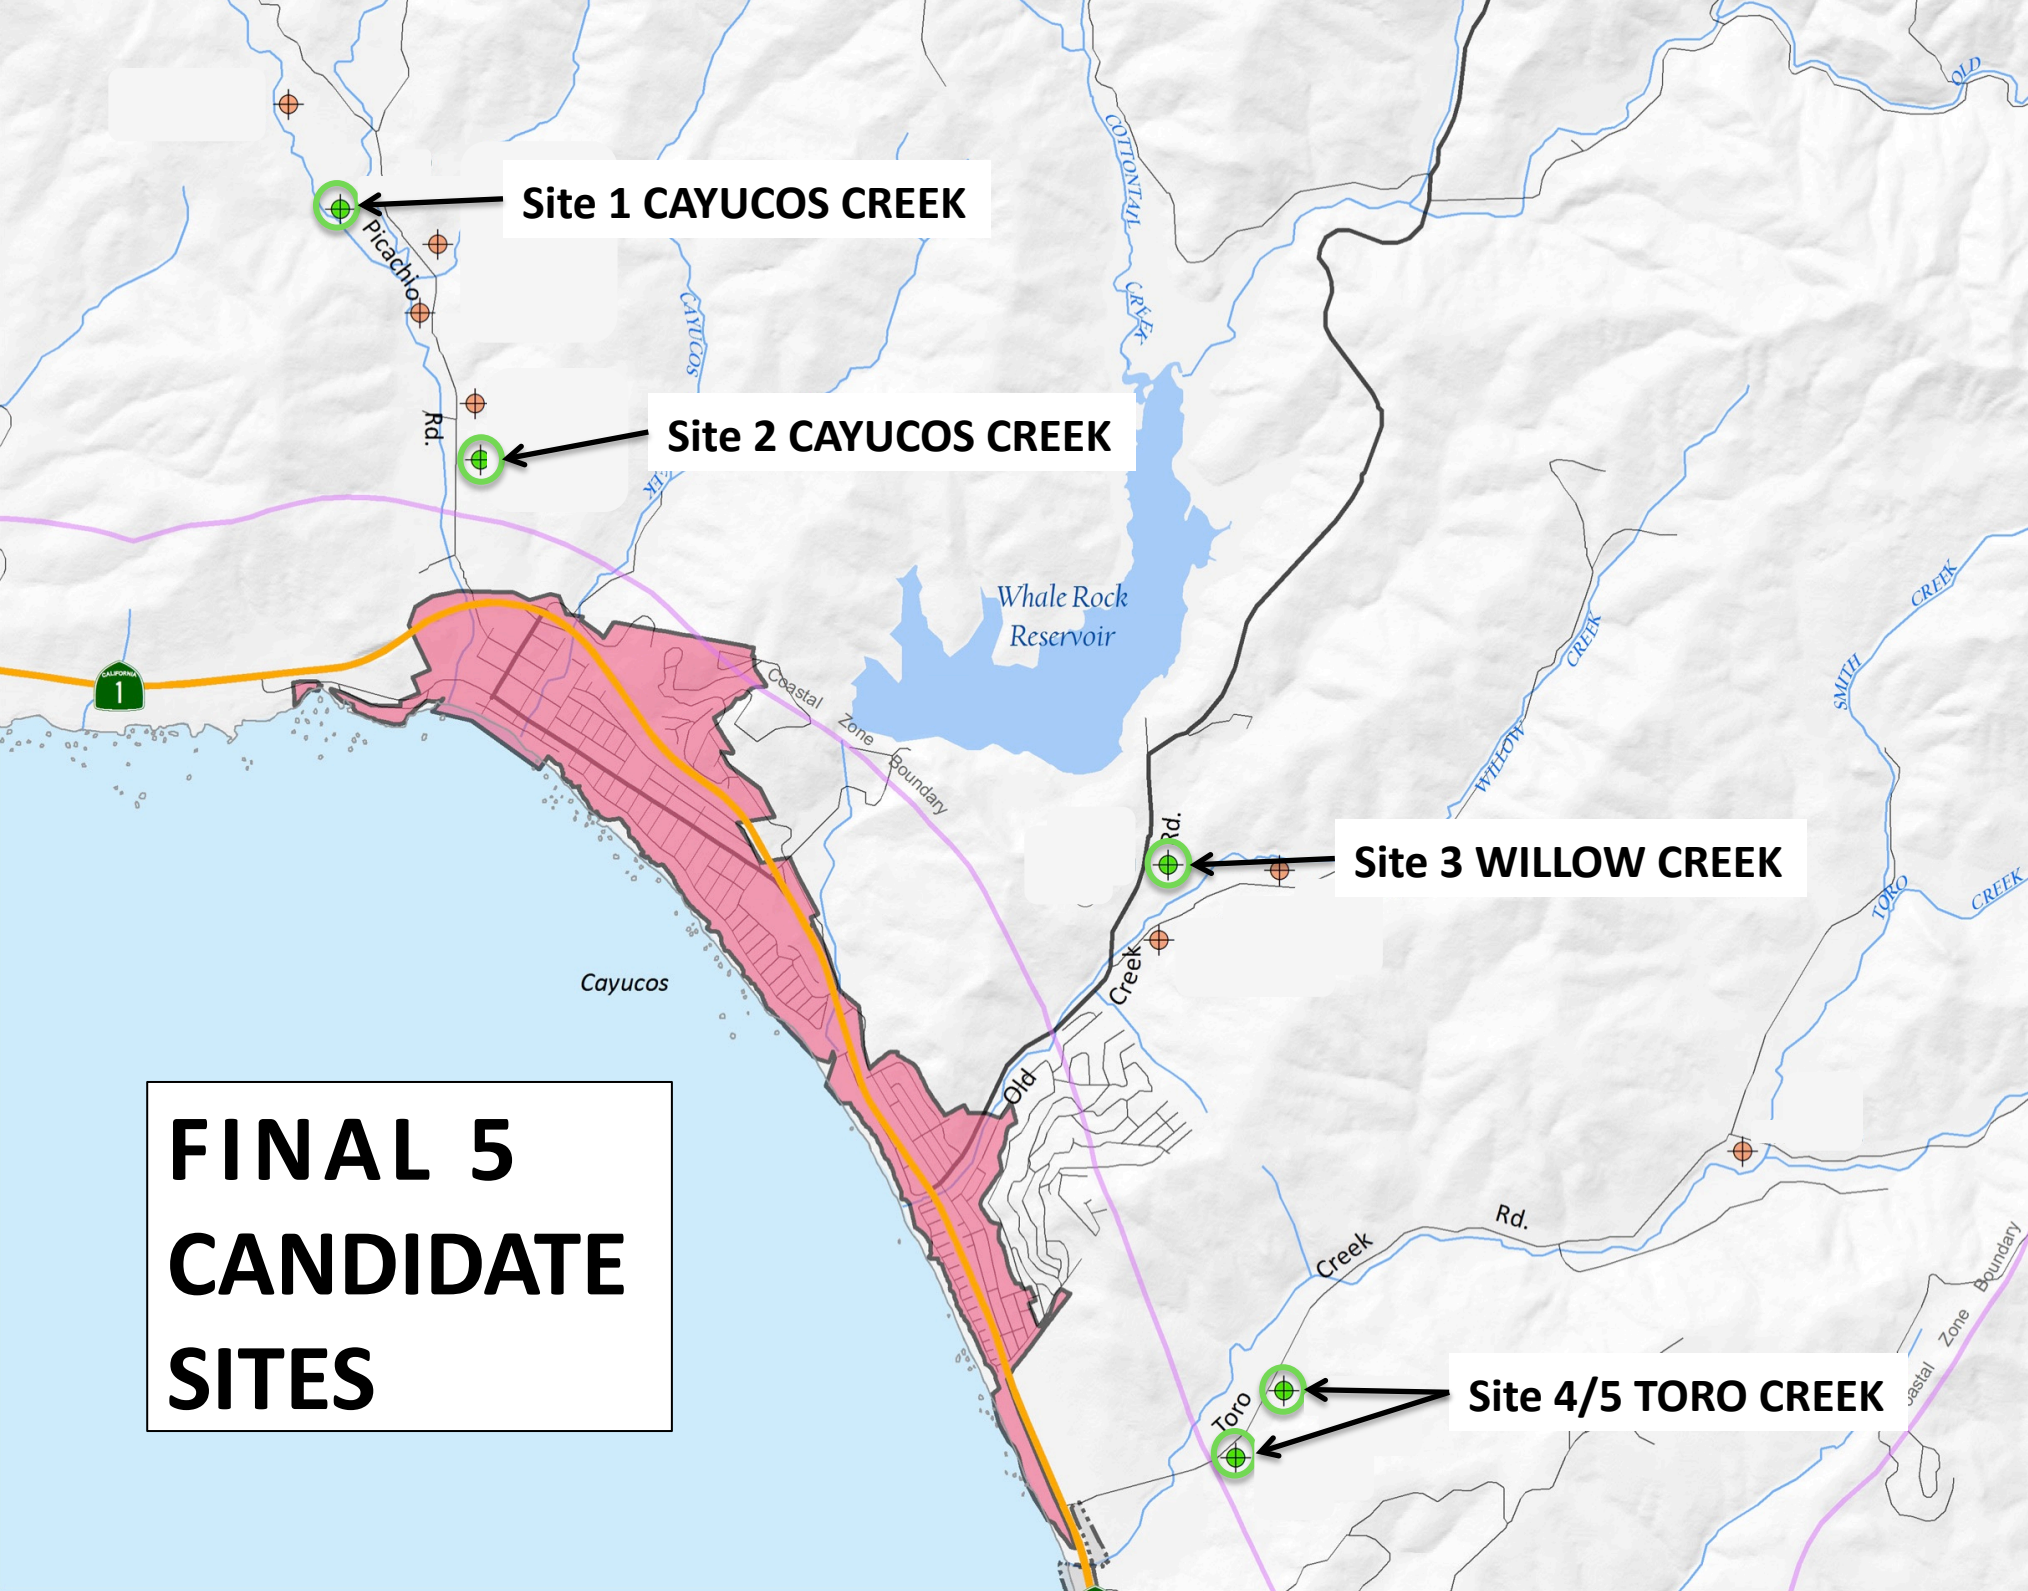 OLD
COTTONTAIL
CREEK
Site 1 CAYUCOS CREEK
Picachio
CAYUCOS
Rd.
Site 2 CAYUCOS CREEK
Whale Rock
Reservoir
CREEK
WILLOW
CREEK
SMITH
CALIFORNIA
1
Coastal Zone Boundary
Rd.
Site 3 WILLOW CREEK
TORO
CREEK
Creek
Cayucos
Old
FINAL 5
CANDIDATE
SITES
Rd.
Creek
Toro
Zone Boundary
Site 4/5 TORO CREEK